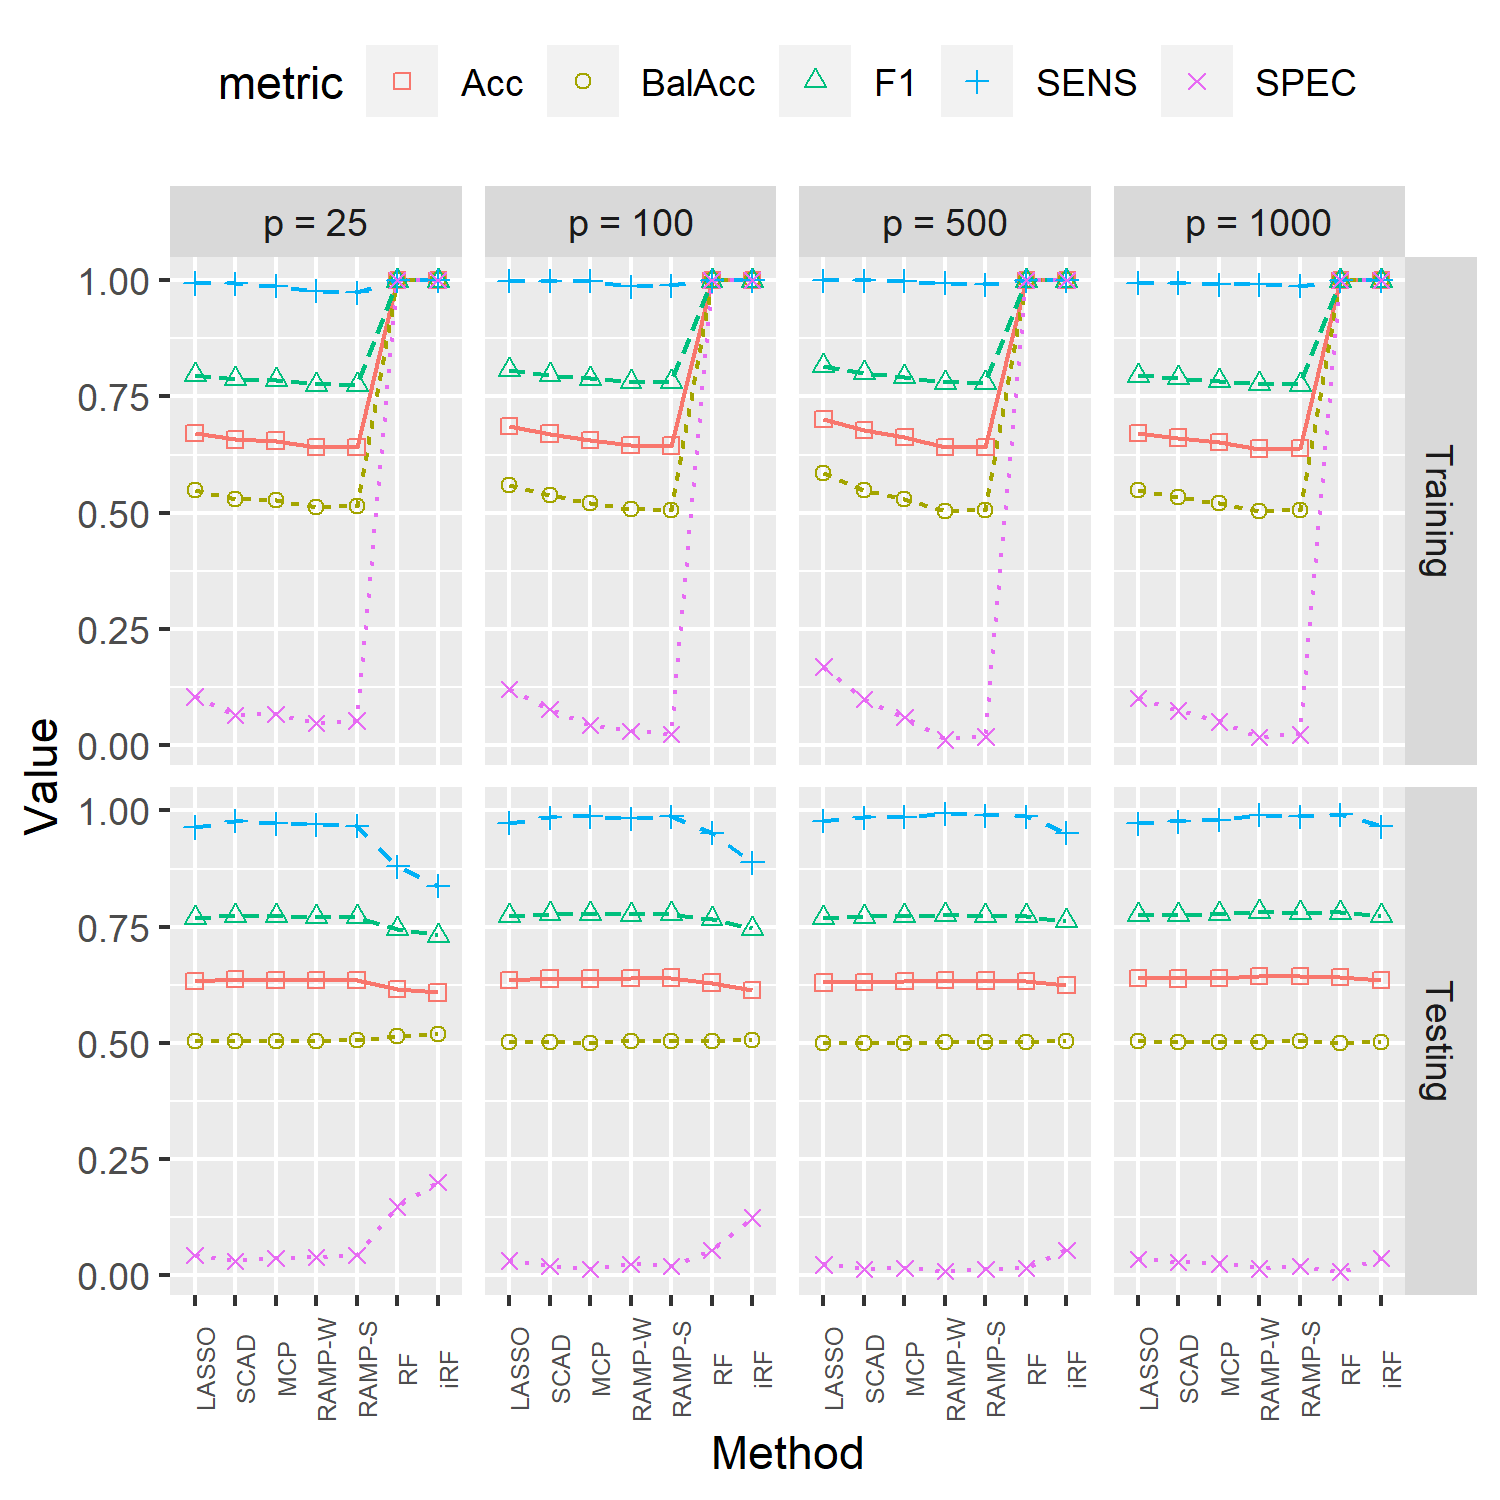 metric Acc BalAcc F1 SENS SPEC
p = 25 p = 100 p = 500 p = 1000
1.00
0.75
0.50
0.25
0.00
Training
1.00
0.75
0.50
0.25
0.00
Testing
Value
LASSO SCAD MCP RAMP-W RAMP-S RF iRF LASSO SCAD MCP RAMP-W RAMP-S RF iRF LASSO SCAD MCP RAMP-W RAMP-S RF iRF LASSO SCAD MCP RAMP-W RAMP-S RF iRF
Method